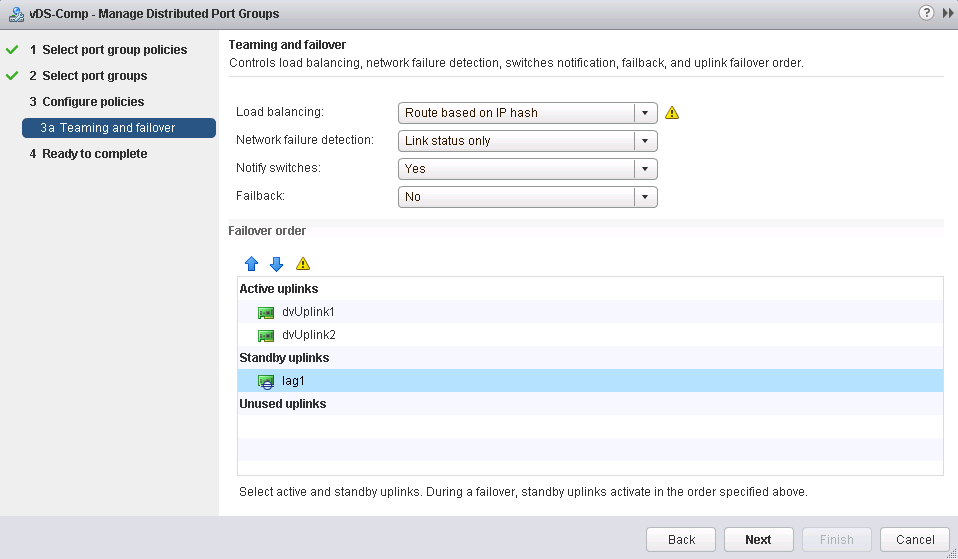 vDS-Comp - Manage Distributed Port Groups
1 Select port group policies
2 Select port groups
3 Configure policies
3a Teaming and failover
4 Ready to complete
Teaming and failover
Controls load balancing, network failure detection, switches notification, failback, and uplink failover order.
Load balancing: Route based on IP hash
Network failure detection: Link status only
Notify switches: Yes
Failback: No
Failover order
Active uplinks
dvUplink1
dvUplink2
Standby uplinks
lag1
Unused uplinks
Select active and standby uplinks. During a failover, standby uplinks activate in the order specified above.
Back Next Finish Cancel